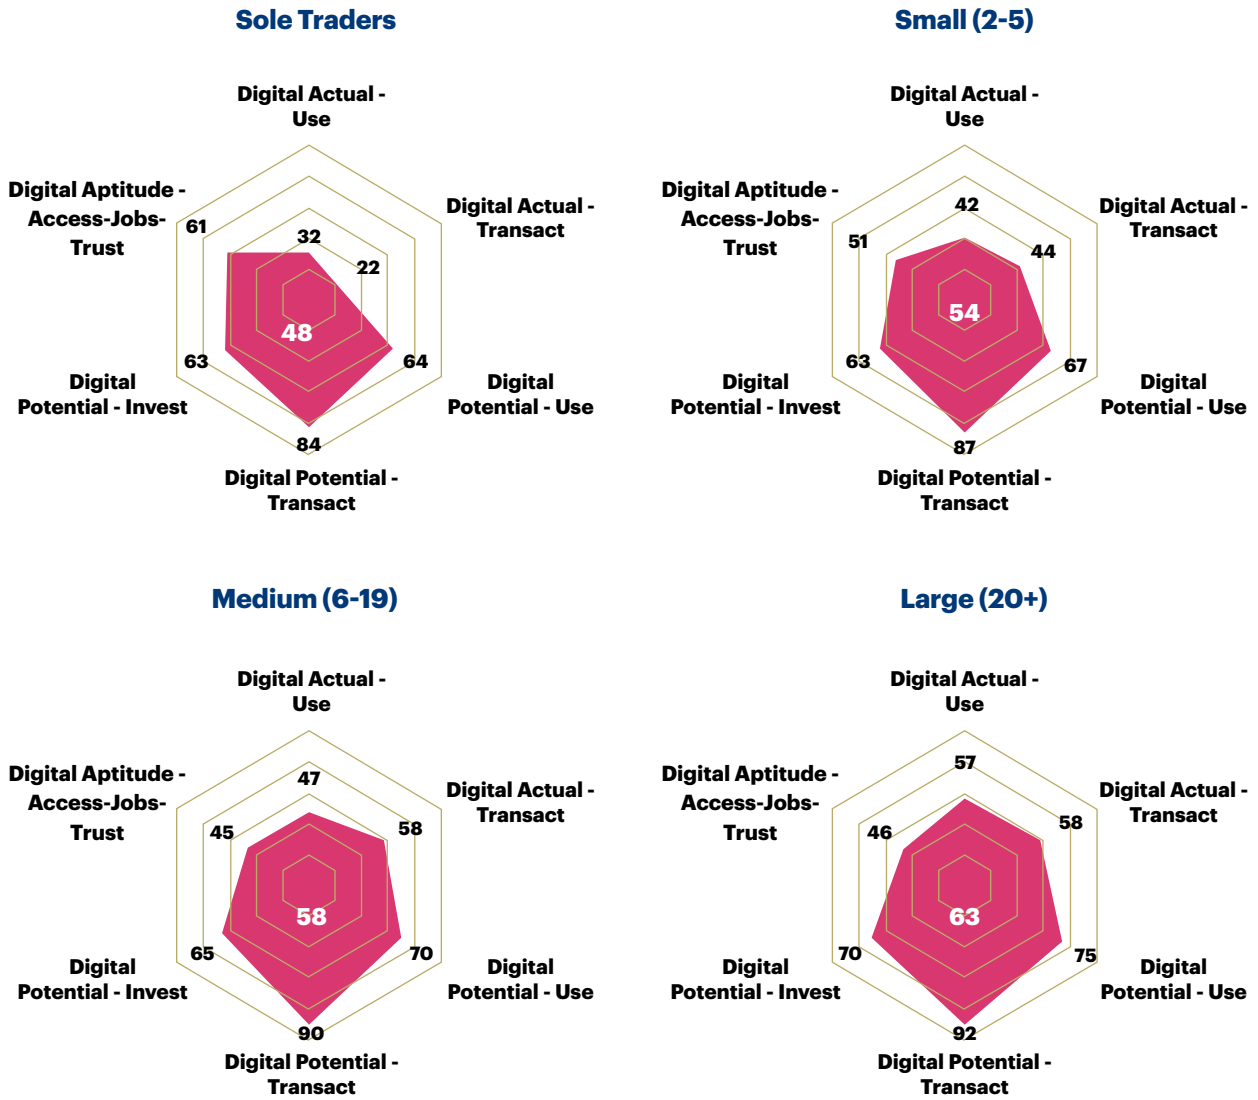 Sole Traders
Digital Actual -
Use
Digital Aptitude -
Access-Jobs-
Trust
Digital Actual -
Transact
61
32
22
48
63
64
Digital
Potential - Invest
Digital
Potential - Use
84
Digital Potential -
Transact
Small (2-5)
Digital Actual -
Use
Digital Aptitude -
Access-Jobs-
Trust
Digital Actual -
Transact
51
42
44
54
63
67
Digital
Potential - Invest
Digital
Potential - Use
87
Digital Potential -
Transact
Medium (6-19)
Digital Actual -
Use
Digital Aptitude -
Access-Jobs-
Trust
Digital Actual -
Transact
47
45
58
58
65
70
Digital
Potential - Invest
Digital
Potential - Use
90
Digital Potential -
Transact
Large (20+)
Digital Actual -
Use
Digital Aptitude -
Access-Jobs-
Trust
Digital Actual -
Transact
57
46
58
63
70
75
Digital
Potential - Invest
Digital
Potential - Use
92
Digital Potential -
Transact